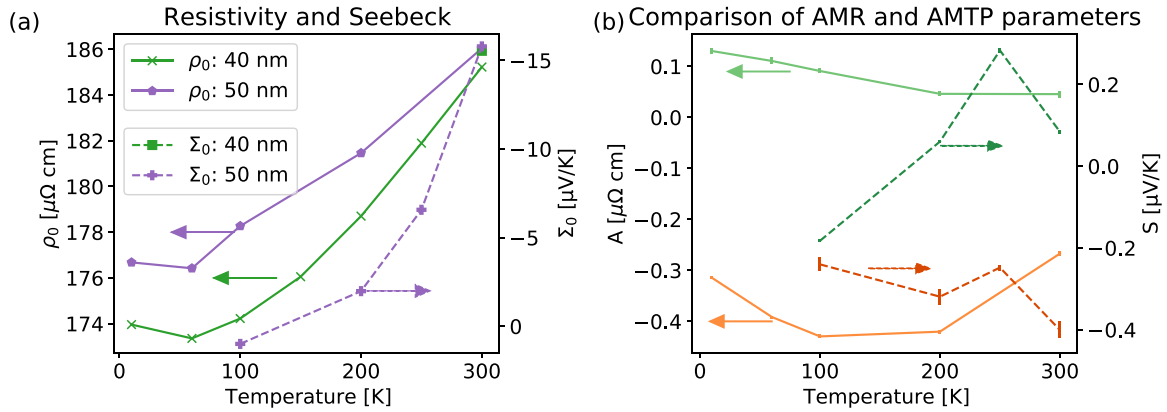 (a)
Resistivity and Seebeck
186
184
182
180
178
176
174
ρ₀ [μΩ cm]
ρ₀: 40 nm
ρ₀: 50 nm
Σ₀: 40 nm
Σ₀: 50 nm
−15
−10
−5
0
Σ₀ [μV/K]
0
100
200
300
Temperature [K]
(b)
Comparison of AMR and AMTP parameters
0.1
0.0
−0.1
−0.2
−0.3
−0.4
A [μΩ cm]
0.2
0.0
−0.2
−0.4
S [μV/K]
0
100
200
300
Temperature [K]